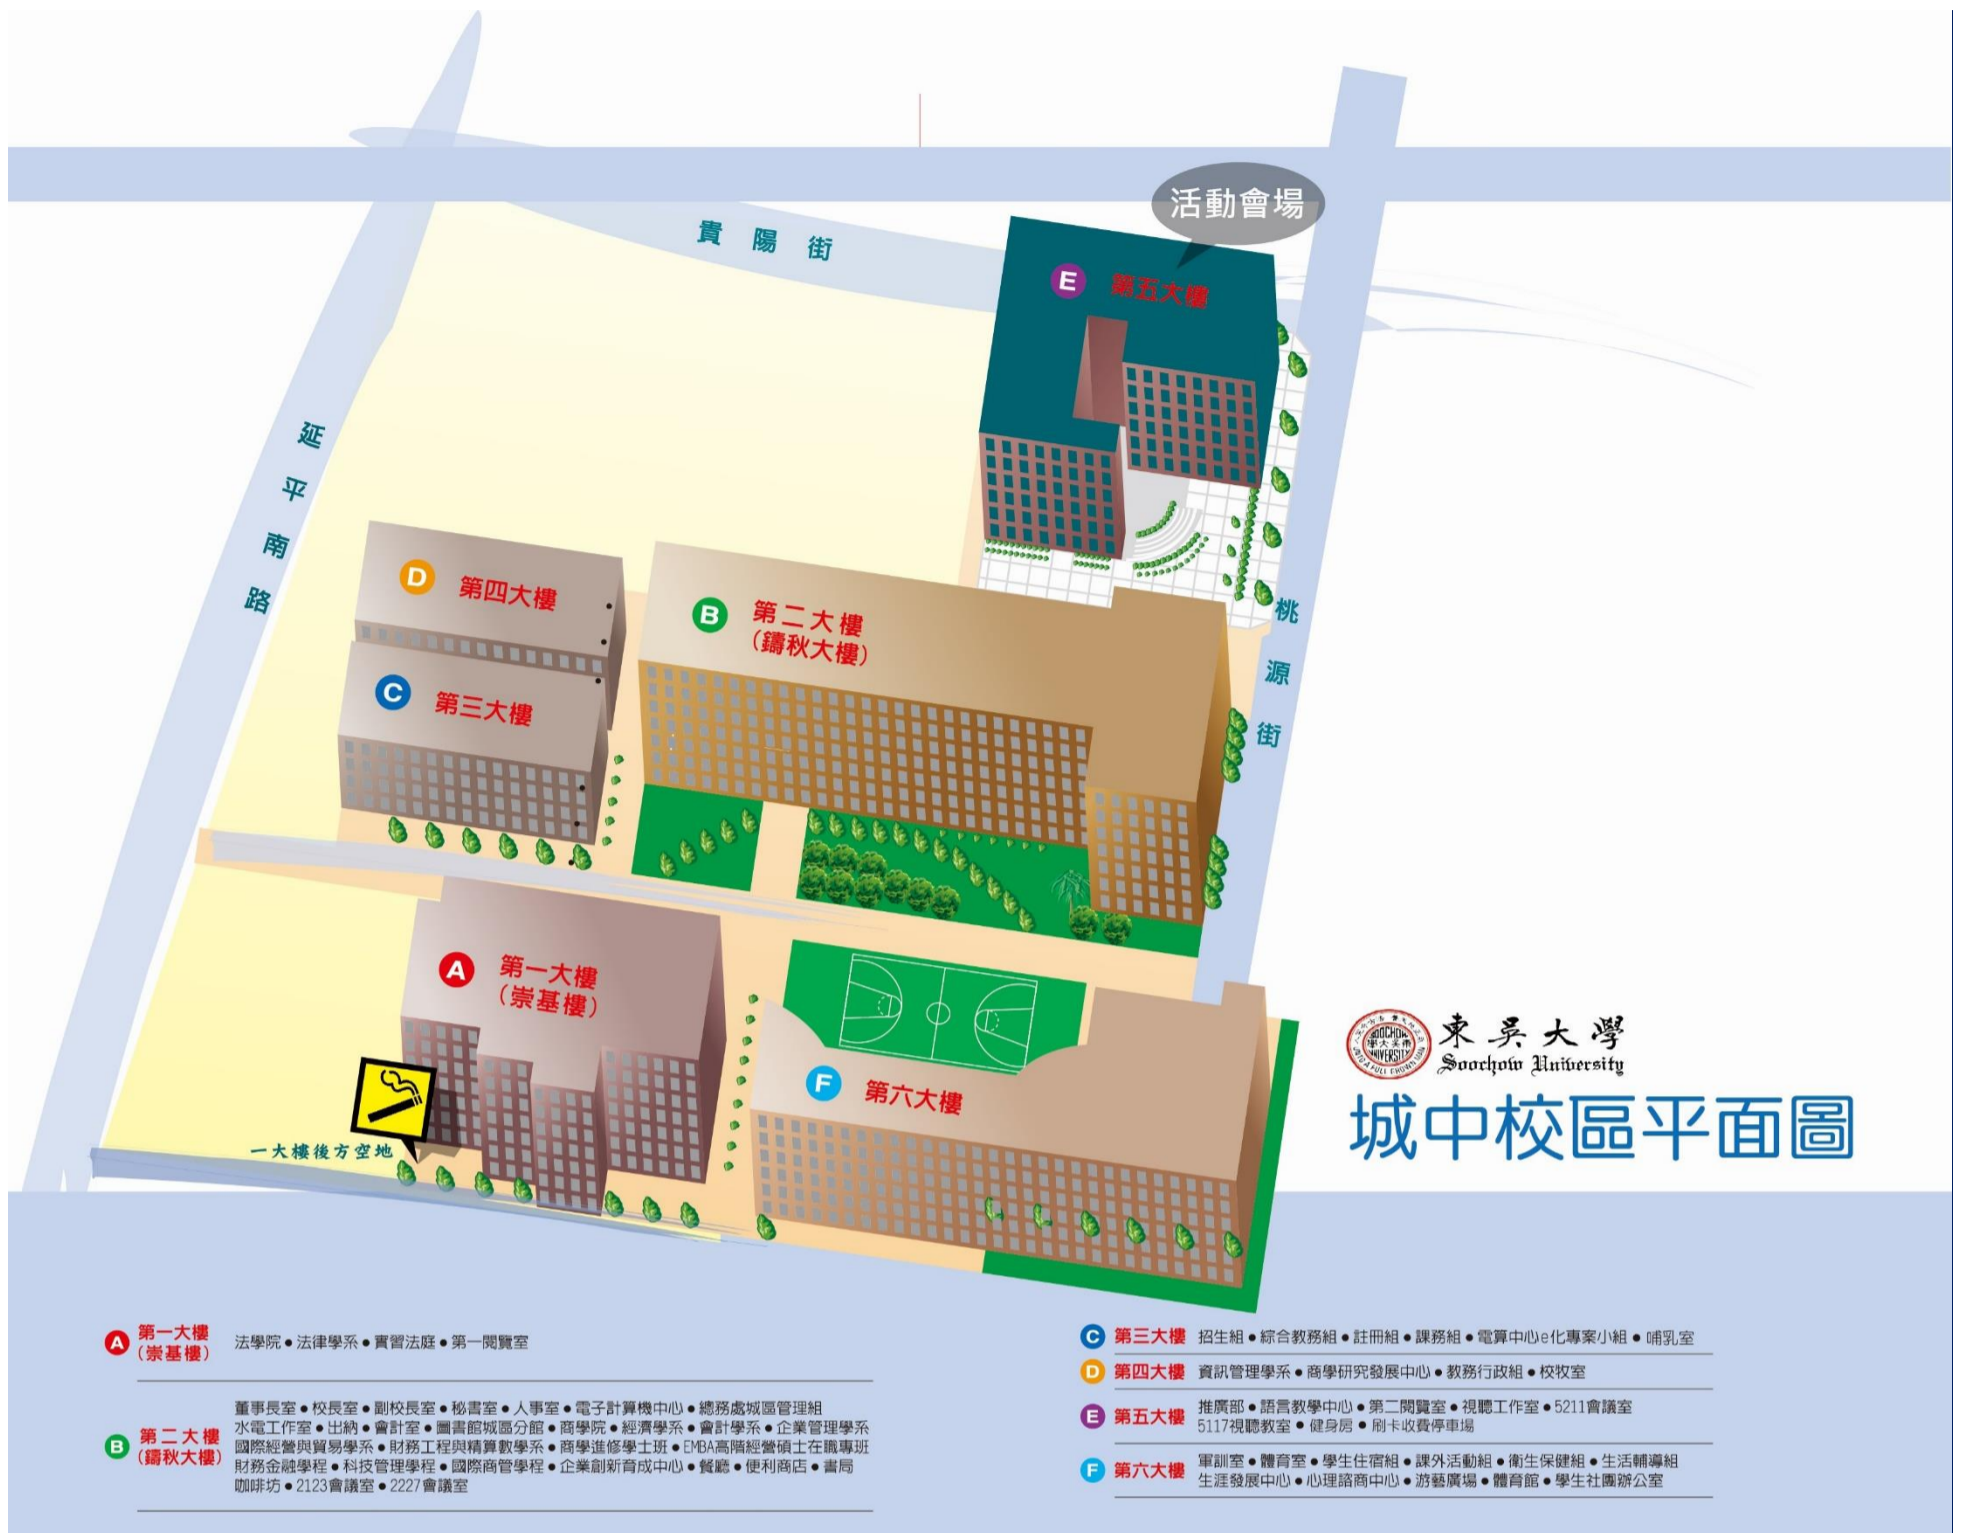 活動會場
貴陽街
E 第五大樓
延平南路
D 第四大樓
B 第二大樓
(鑄秋大樓)
桃源街
C 第三大樓
A 第一大樓
(崇基樓)
F 第六大樓
一大樓後方空地
東吳大學
Soochow University
城中校區平面圖
A 第一大樓
(崇基樓)
法學院●法律學系●實習法庭●第一閱覽室
B 第二大樓
(鑄秋大樓)
董事長室●校長室●副校長室●秘書室●人事室●電子計算機中心●總務處城區管理組
水電工作室●出納●會計室●圖書館城區分館●商學院●經濟學系●會計學系●企業管理學系
國際經營與貿易學系●財務工程與精算數學系●商學進修學士班●EMBA高階經營碩士在職專班
財務金融學程●科技管理學程●國際商管學程●企業創新育成中心●餐廳●便利商店●書局
咖啡坊●2123會議室●2227會議室
C 第三大樓 招生組●綜合教務組●註冊組●課務組●電算中心e化專案小組●哺乳室
D 第四大樓 資訊管理學系●商學研究發展中心●教務行政組●校牧室
E 第五大樓
推廣部●語言教學中心●第二閱覽室●視聽工作室●5211會議室
5117視聽教室●健身房●刷卡收費停車場
F 第六大樓
軍訓室●體育室●學生住宿組●課外活動組●衛生保健組●生活輔導組
生涯發展中心●心理諮商中心●游藝廣場●體育館●學生社團辦公室